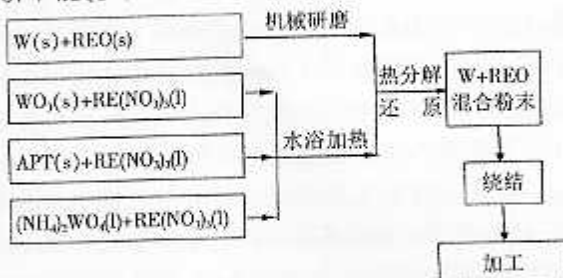 机械研磨
W(s)+REO(s)
热分解
还 原
W+REO
混合粉末
WO₃(s)+RE(NO₃)₃(l)
水浴加热
APT(s)+RE(NO₃)₃(l)
绕结
(NH₄)₂WO₄(l)+RE(NO₃)₃(l)
加工